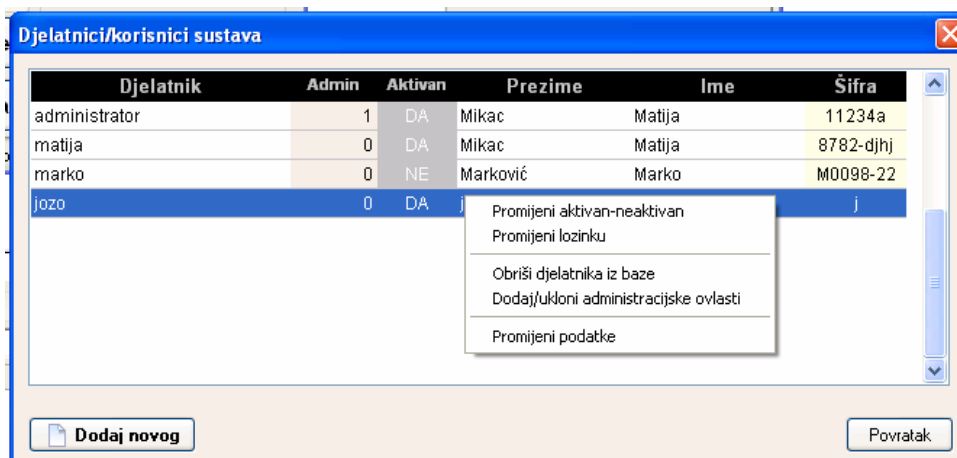 Djelatnici/korisnici sustava
Djelatnik Admin Aktivan Prezime Ime Šifra
administrator 1 DA Mikac Matija 11234a
matija 0 DA Mikac Matija 8782-djhj
marko 0 NE Marković Marko M0098-22
jozo 0 DA j j
Promijeni aktivan-neaktivan
Promijeni lozinku
Obriši djelatnika iz baze
Dodaj/ukloni administracijske ovlasti
Promijeni podatke
Dodaj novog Povratak